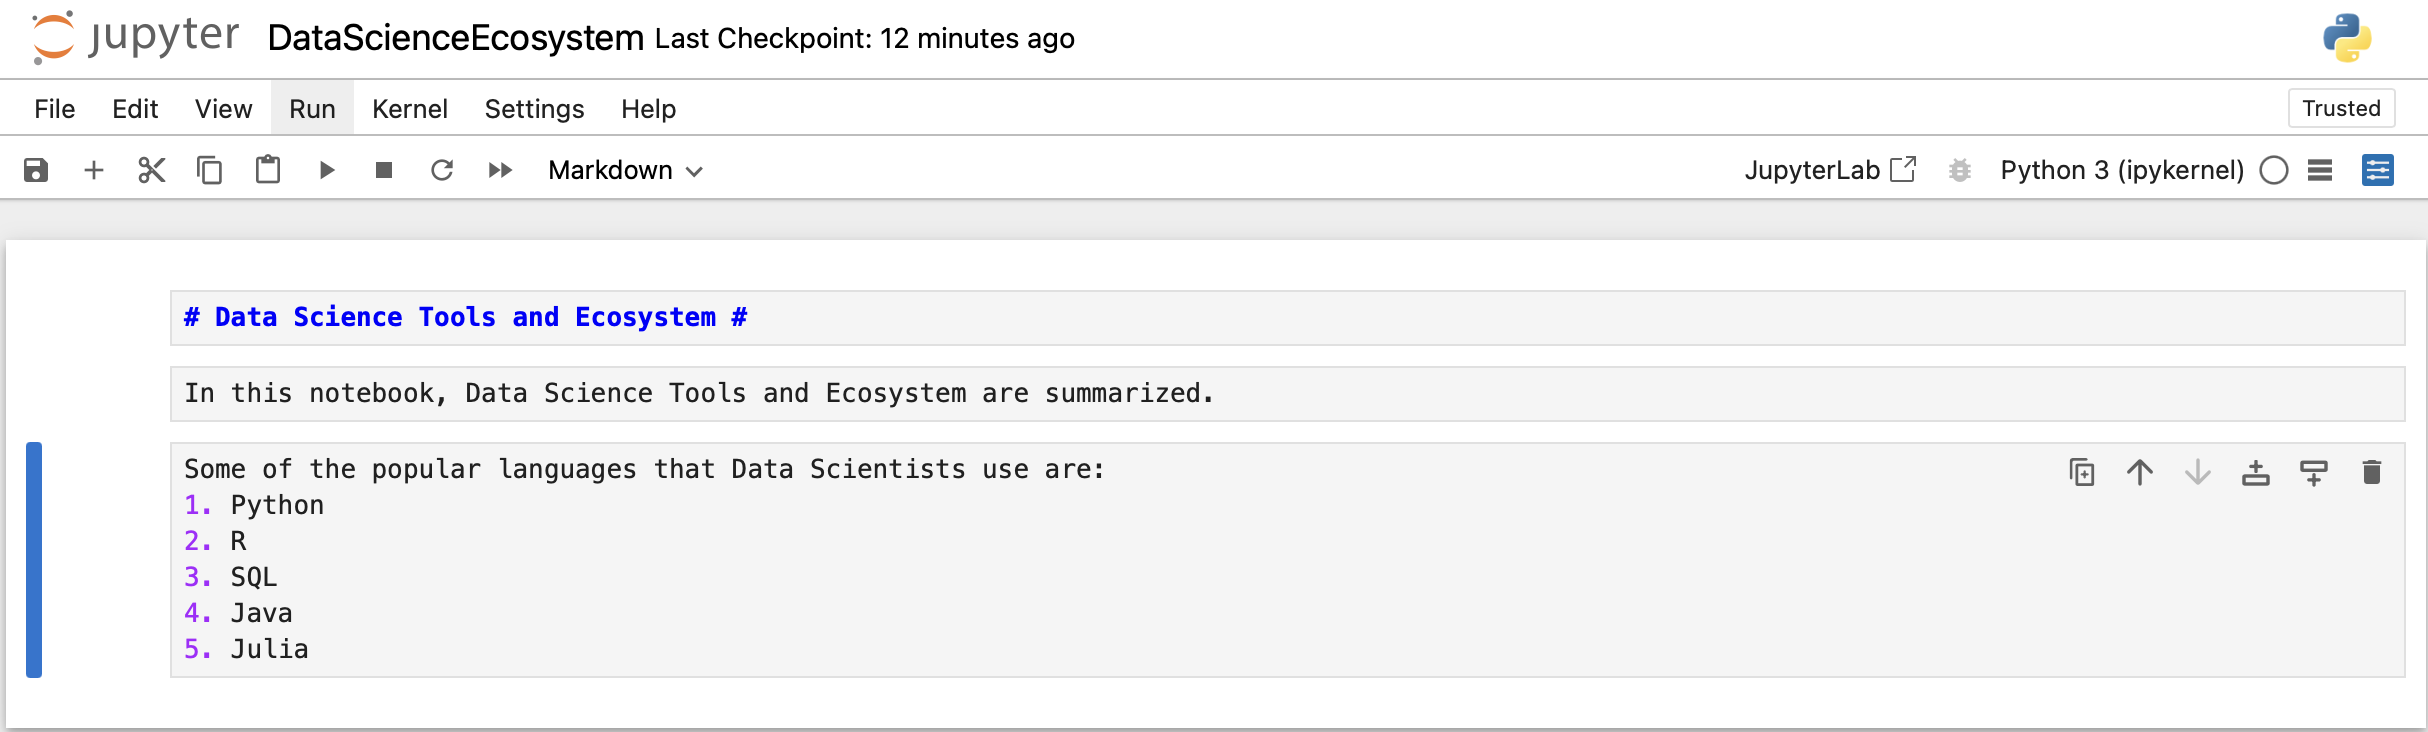 jupyter DataScienceEcosystem Last Checkpoint: 12 minutes ago
File Edit View Run Kernel Settings Help Trusted
Markdown JupyterLab Python 3 (ipykernel)
# Data Science Tools and Ecosystem #
In this notebook, Data Science Tools and Ecosystem are summarized.
Some of the popular languages that Data Scientists use are:
1. Python
2. R
3. SQL
4. Java
5. Julia